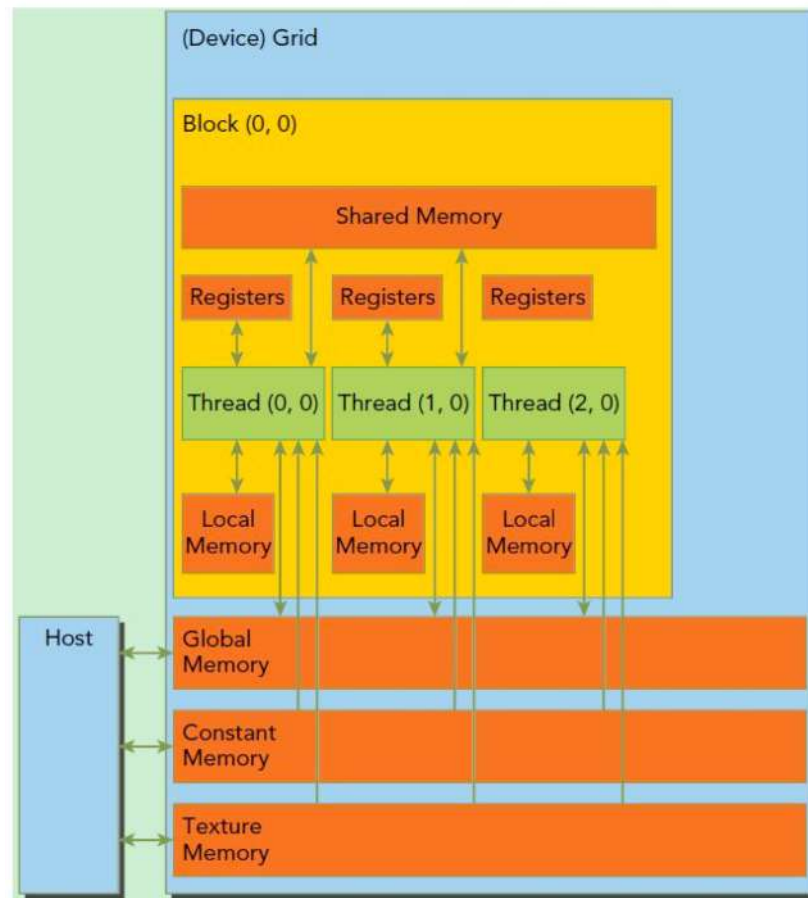 (Device) Grid
Block (0, 0)
Shared Memory
Registers
Registers
Registers
Thread (0, 0)
Thread (1, 0)
Thread (2, 0)
Local
Memory
Local
Memory
Local
Memory
Host
Global
Memory
Constant
Memory
Texture
Memory